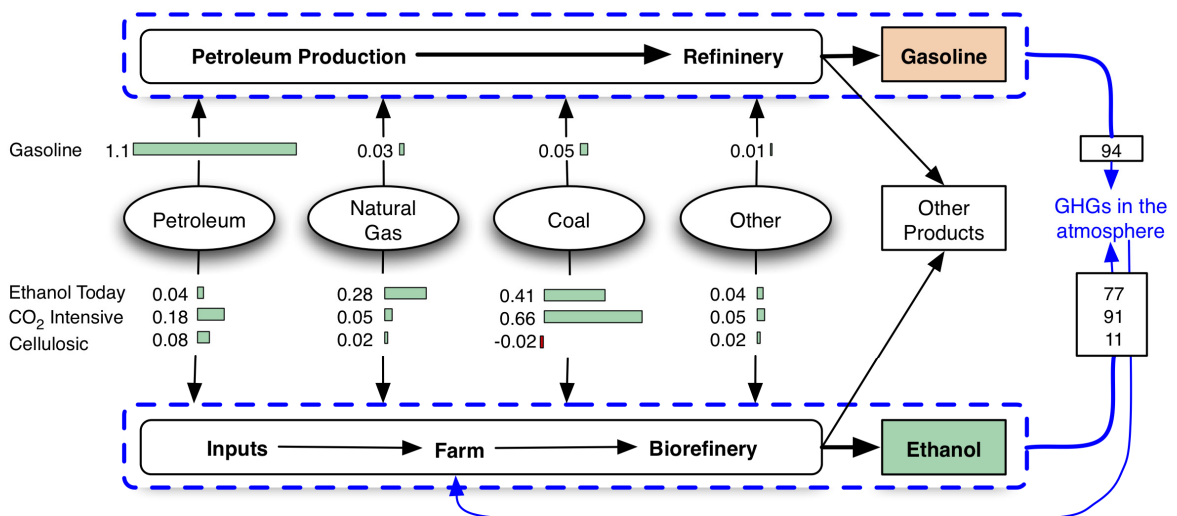 Petroleum Production Refininery Gasoline
Gasoline 1.1 0.03 0.05 0.01 94
Petroleum
Natural
Gas
Coal
Other
Other
Products
GHGs in the
atmosphere
Ethanol Today 0.04 0.28 0.41 0.04 77
CO2 Intensive 0.18 0.05 0.66 0.05 91
Cellulosic 0.08 0.02 -0.02 0.02 11
Inputs Farm Biorefinery Ethanol